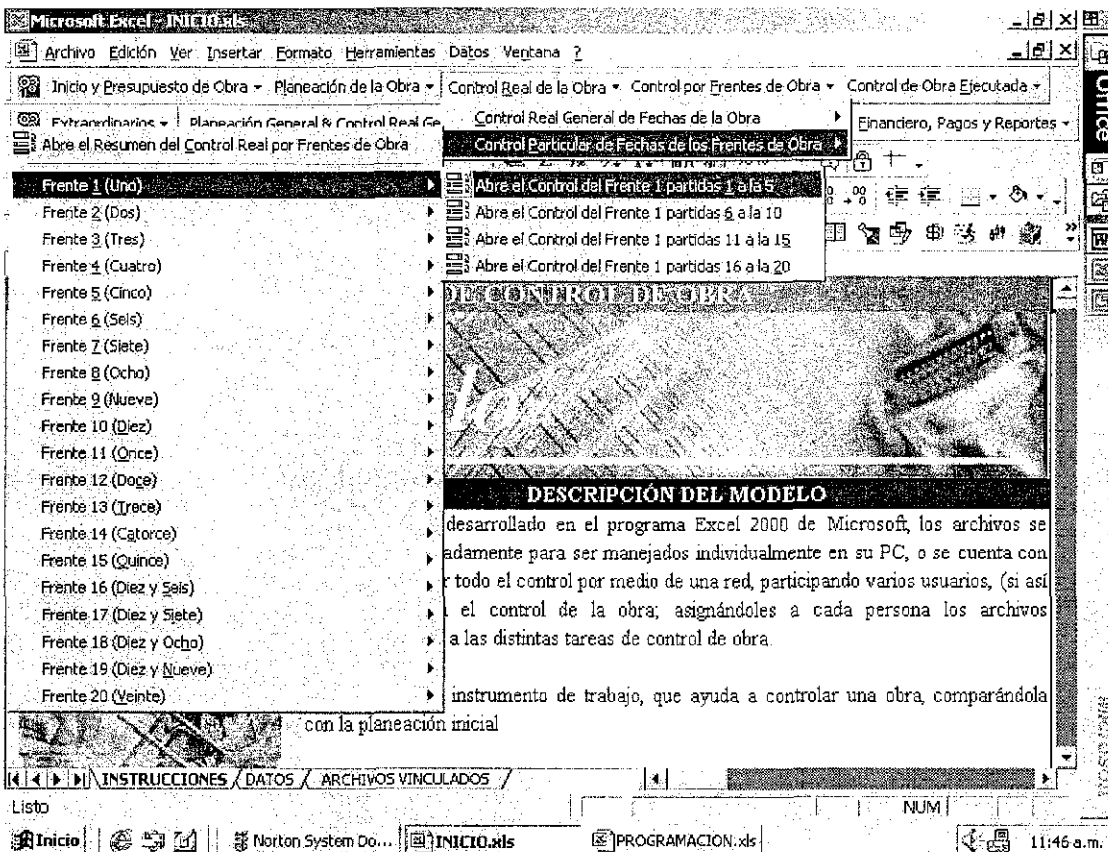 Microsoft Excel - INICIO.xls
Archivo Edición Ver Insertar Formato Herramientas Datos Ventana ?
Inicio y Presupuesto de Obra Planeación de la Obra Control Real de la Obra Control por Frentes de Obra Control de Obra Ejecutada
Extraordinarios Planeación General & Control Real Ge Control Real General de Fechas de la Obra Financiero, Pagos y Reportes
Abre el Resumen del Control Real por Frentes de Obra Control Particular de Fechas de los Frentes de Obra
Frente 1 (Uno) Abre el Control del Frente 1 partidas 1 a la 5
Frente 2 (Dos) Abre el Control del Frente 1 partidas 6 a la 10
Frente 3 (Tres) Abre el Control del Frente 1 partidas 11 a la 15
Frente 4 (Cuatro) Abre el Control del Frente 1 partidas 16 a la 20
Frente 5 (Cinco) DE CONTROL DE OBRA
Frente 6 (Seis)
Frente 7 (Siete)
Frente 8 (Ocho)
Frente 9 (Nueve)
Frente 10 (Diez)
Frente 11 (Once)
Frente 12 (Doce)
DESCRIPCIÓN DEL MODELO
Frente 13 (Trece) desarrollado en el programa Excel 2000 de Microsoft, los archivos se
Frente 14 (Catorce) adamente para ser manejados individualmente en su PC, o se cuenta con
Frente 15 (Quince) r todo el control por medio de una red, participando varios usuarios, (si así
Frente 16 (Diez y Seis) el control de la obra; asignándoles a cada persona los archivos
Frente 17 (Diez y Siete) a las distintas tareas de control de obra.
Frente 18 (Diez y Ocho)
Frente 19 (Diez y Nueve)
Frente 20 (Veinte) instrumento de trabajo, que ayuda a controlar una obra, comparándola
con la planeación inicial
INSTRUCCIONES DATOS ARCHIVOS VINCULADOS
Listo NUM
Inicio Norton System Do... INICIO.xls PROGRAMACION.xls 11:46 a.m.
Office